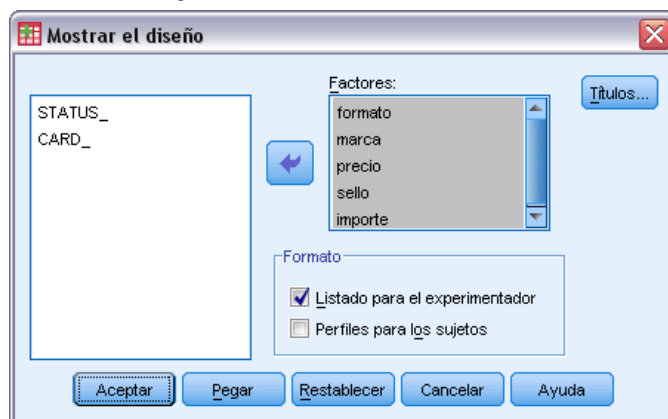 Mostrar el diseño
Factores:
Títulos...
STATUS_
CARD_
formato
marca
precio
sello
importe
Formato
Listado para el experimentador
Perfiles para los sujetos
Aceptar
Pegar
Restablecer
Cancelar
Ayuda